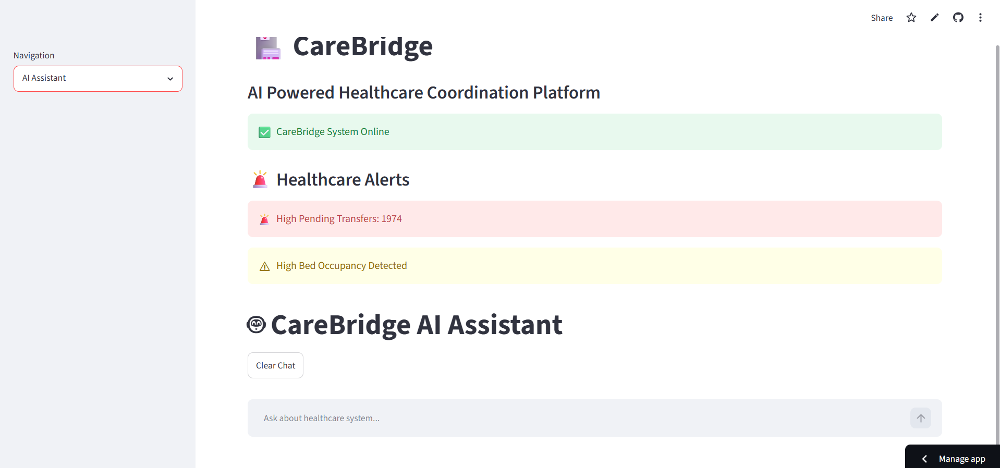 Share
Navigation
AI Assistant
CareBridge
AI Powered Healthcare Coordination Platform
CareBridge System Online
Healthcare Alerts
High Pending Transfers: 1974
High Bed Occupancy Detected
CareBridge AI Assistant
Clear Chat
Ask about healthcare system...
Manage app